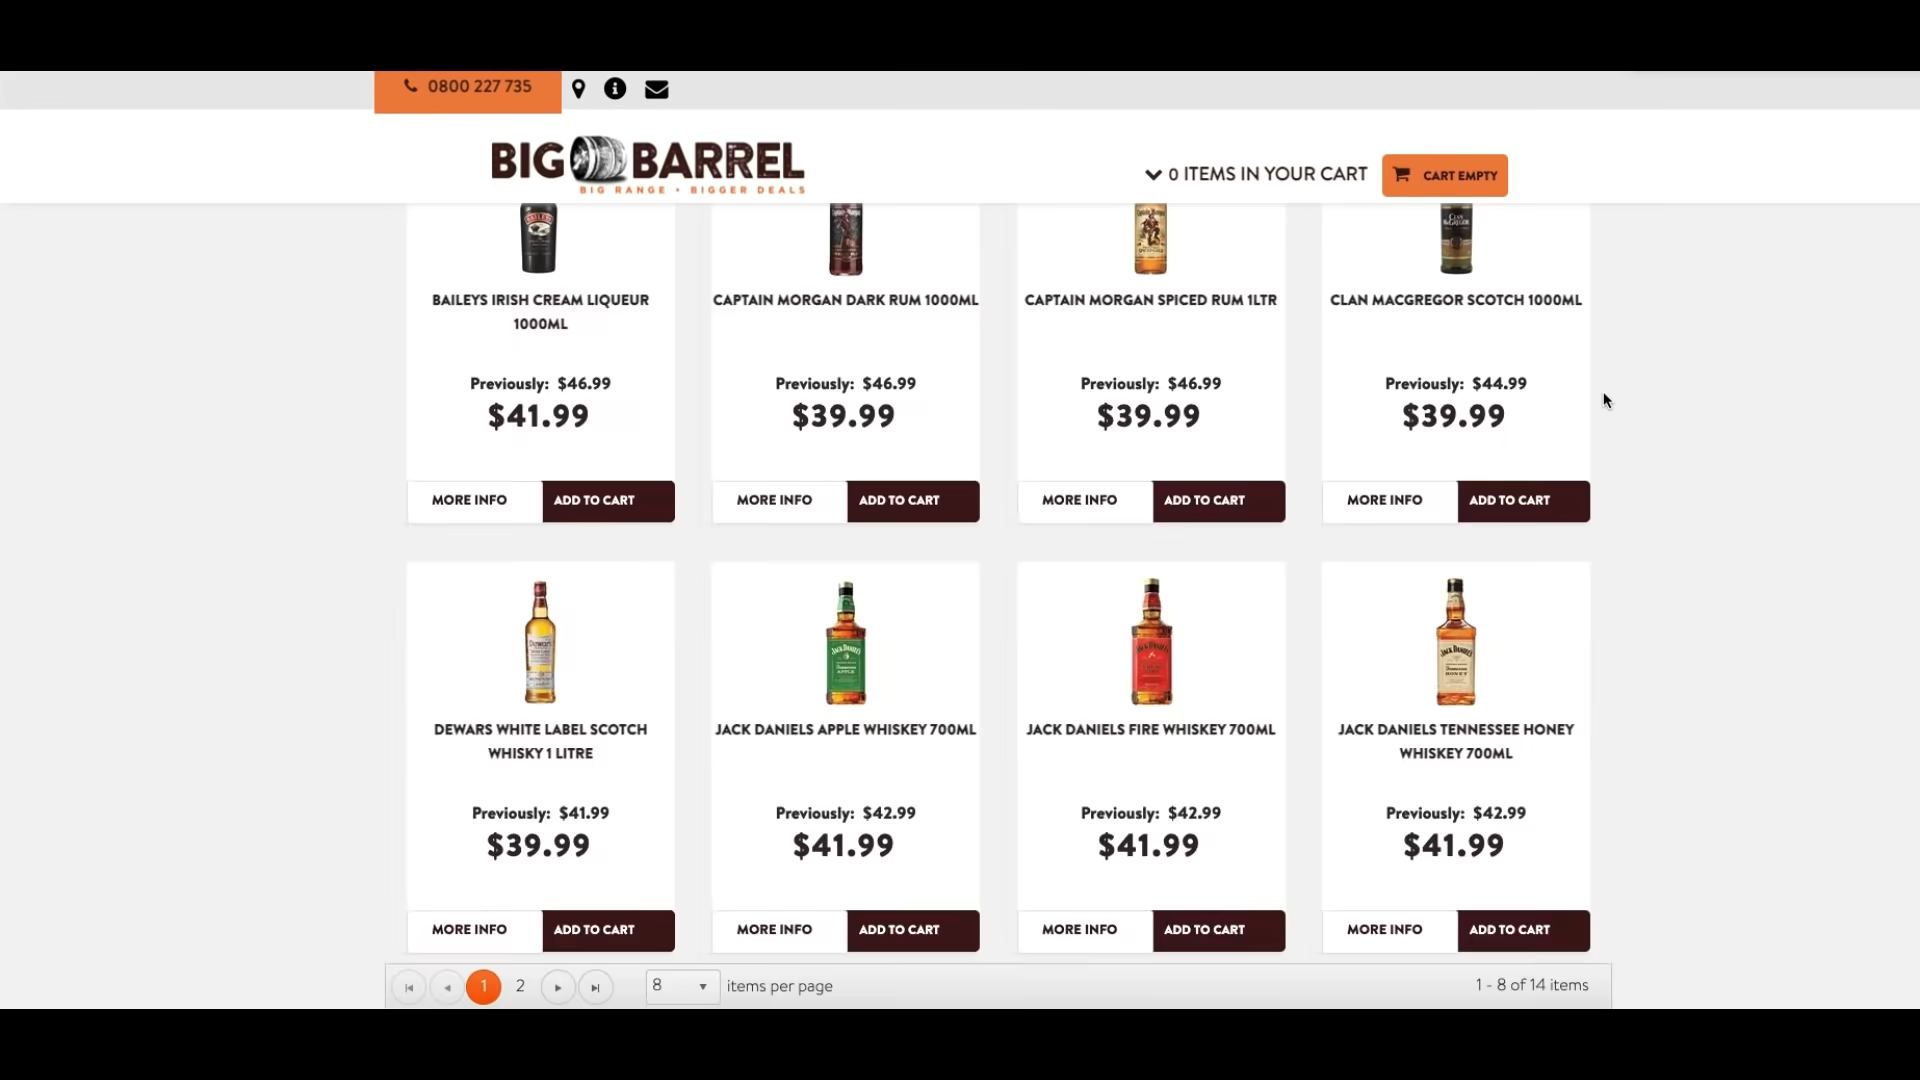 0800 227 735
BIG BARREL
BIG RANGE • BIGGER DEALS
0 ITEMS IN YOUR CART
CART EMPTY
BAILEYS IRISH CREAM LIQUEUR
1000ML
Previously: $46.99
$41.99
MORE INFO
ADD TO CART
CAPTAIN MORGAN DARK RUM 1000ML
Previously: $46.99
$39.99
MORE INFO
ADD TO CART
CAPTAIN MORGAN SPICED RUM 1LTR
Previously: $46.99
$39.99
MORE INFO
ADD TO CART
CLAN MACGREGOR SCOTCH 1000ML
Previously: $44.99
$39.99
MORE INFO
ADD TO CART
DEWARS WHITE LABEL SCOTCH
WHISKY 1 LITRE
Previously: $41.99
$39.99
MORE INFO
ADD TO CART
JACK DANIELS APPLE WHISKEY 700ML
Previously: $42.99
$41.99
MORE INFO
ADD TO CART
JACK DANIELS FIRE WHISKEY 700ML
Previously: $42.99
$41.99
MORE INFO
ADD TO CART
JACK DANIELS TENNESSEE HONEY
WHISKEY 700ML
Previously: $42.99
$41.99
MORE INFO
ADD TO CART
1 2
8 items per page
1 - 8 of 14 items